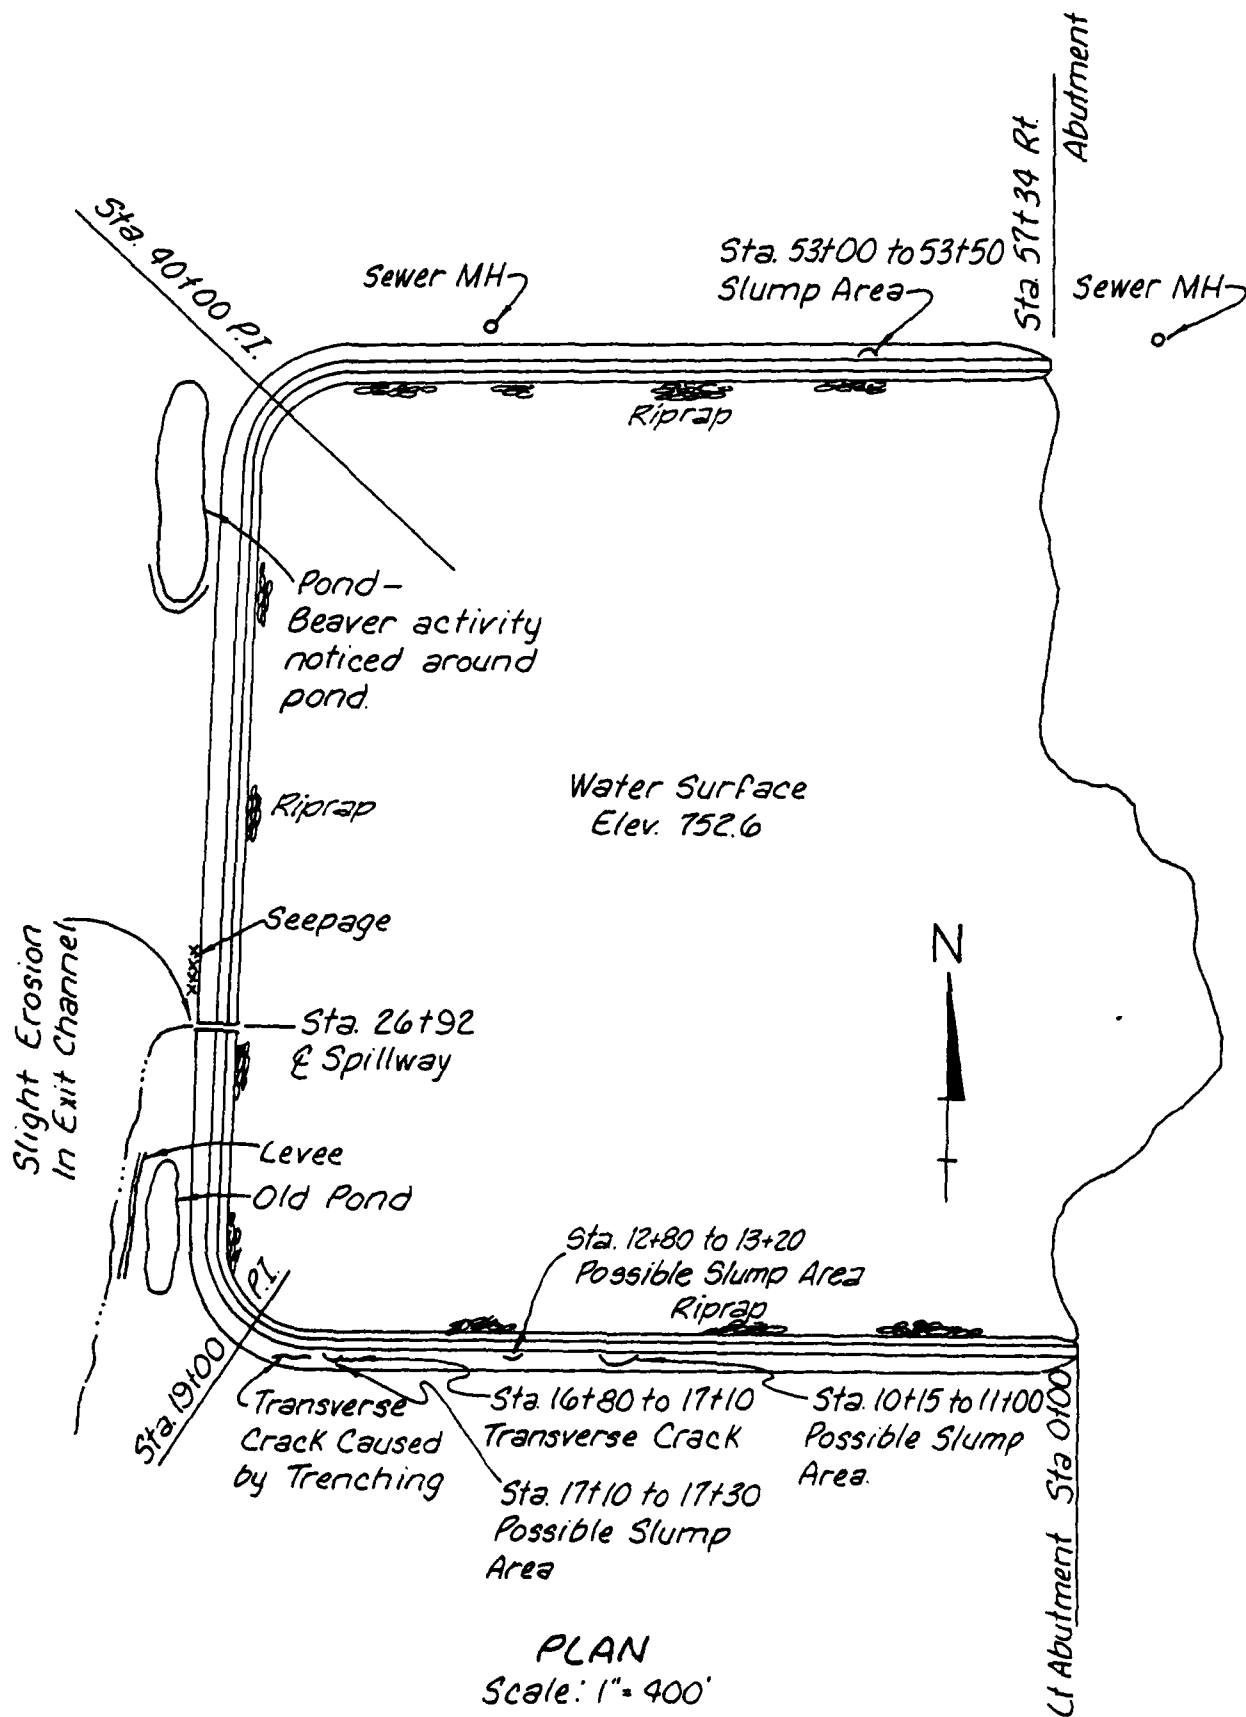 Abutment
Sta. 57+34 Rt.
Sta. 40+00 P.I.
Sewer MH
Sta. 53+00 to 53+50
Slump Area
Sewer MH
Riprap
Pond -
Beaver activity
noticed around
pond.
Water Surface
Elev. 752.6
Riprap
Seepage
Slight Erosion
In Exit Channel
N
Sta. 26+92
℄ Spillway
Levee
Old Pond
Sta. 12+80 to 13+20
Possible Slump Area
Riprap
Sta. 19+00 P.I.
Transverse
Crack Caused
by Trenching
Sta. 16+80 to 17+10
Transverse Crack
Sta. 10+15 to 11+00
Possible Slump
Area.
Sta. 17+10 to 17+30
Possible Slump
Area
Lt Abutment Sta 0+00
PLAN
Scale: 1"= 400'